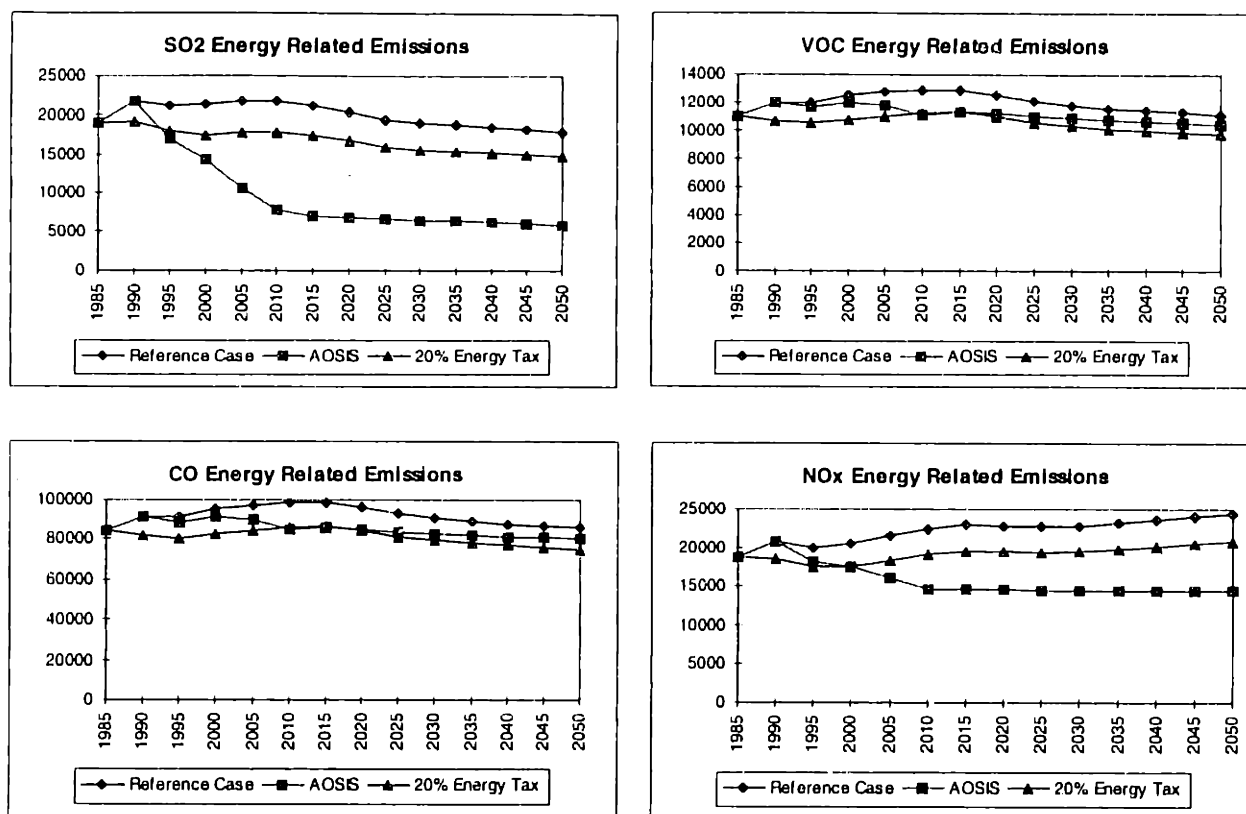 SO2 Energy Related Emissions
25000
20000
15000
10000
5000
0
1985 1990 1995 2000 2005 2010 2015 2020 2025 2030 2035 2040 2045 2050
Reference Case AOSIS 20% Energy Tax
VOC Energy Related Emissions
14000
12000
10000
8000
6000
4000
2000
0
1985 1990 1995 2000 2005 2010 2015 2020 2025 2030 2035 2040 2045 2050
Reference Case AOSIS 20% Energy Tax
CO Energy Related Emissions
100000
80000
60000
40000
20000
0
1985 1990 1995 2000 2005 2010 2015 2020 2025 2030 2035 2040 2045 2050
Reference Case AOSIS 20% Energy Tax
NOx Energy Related Emissions
25000
20000
15000
10000
5000
0
1985 1990 1995 2000 2005 2010 2015 2020 2025 2030 2035 2040 2045 2050
Reference Case AOSIS 20% Energy Tax